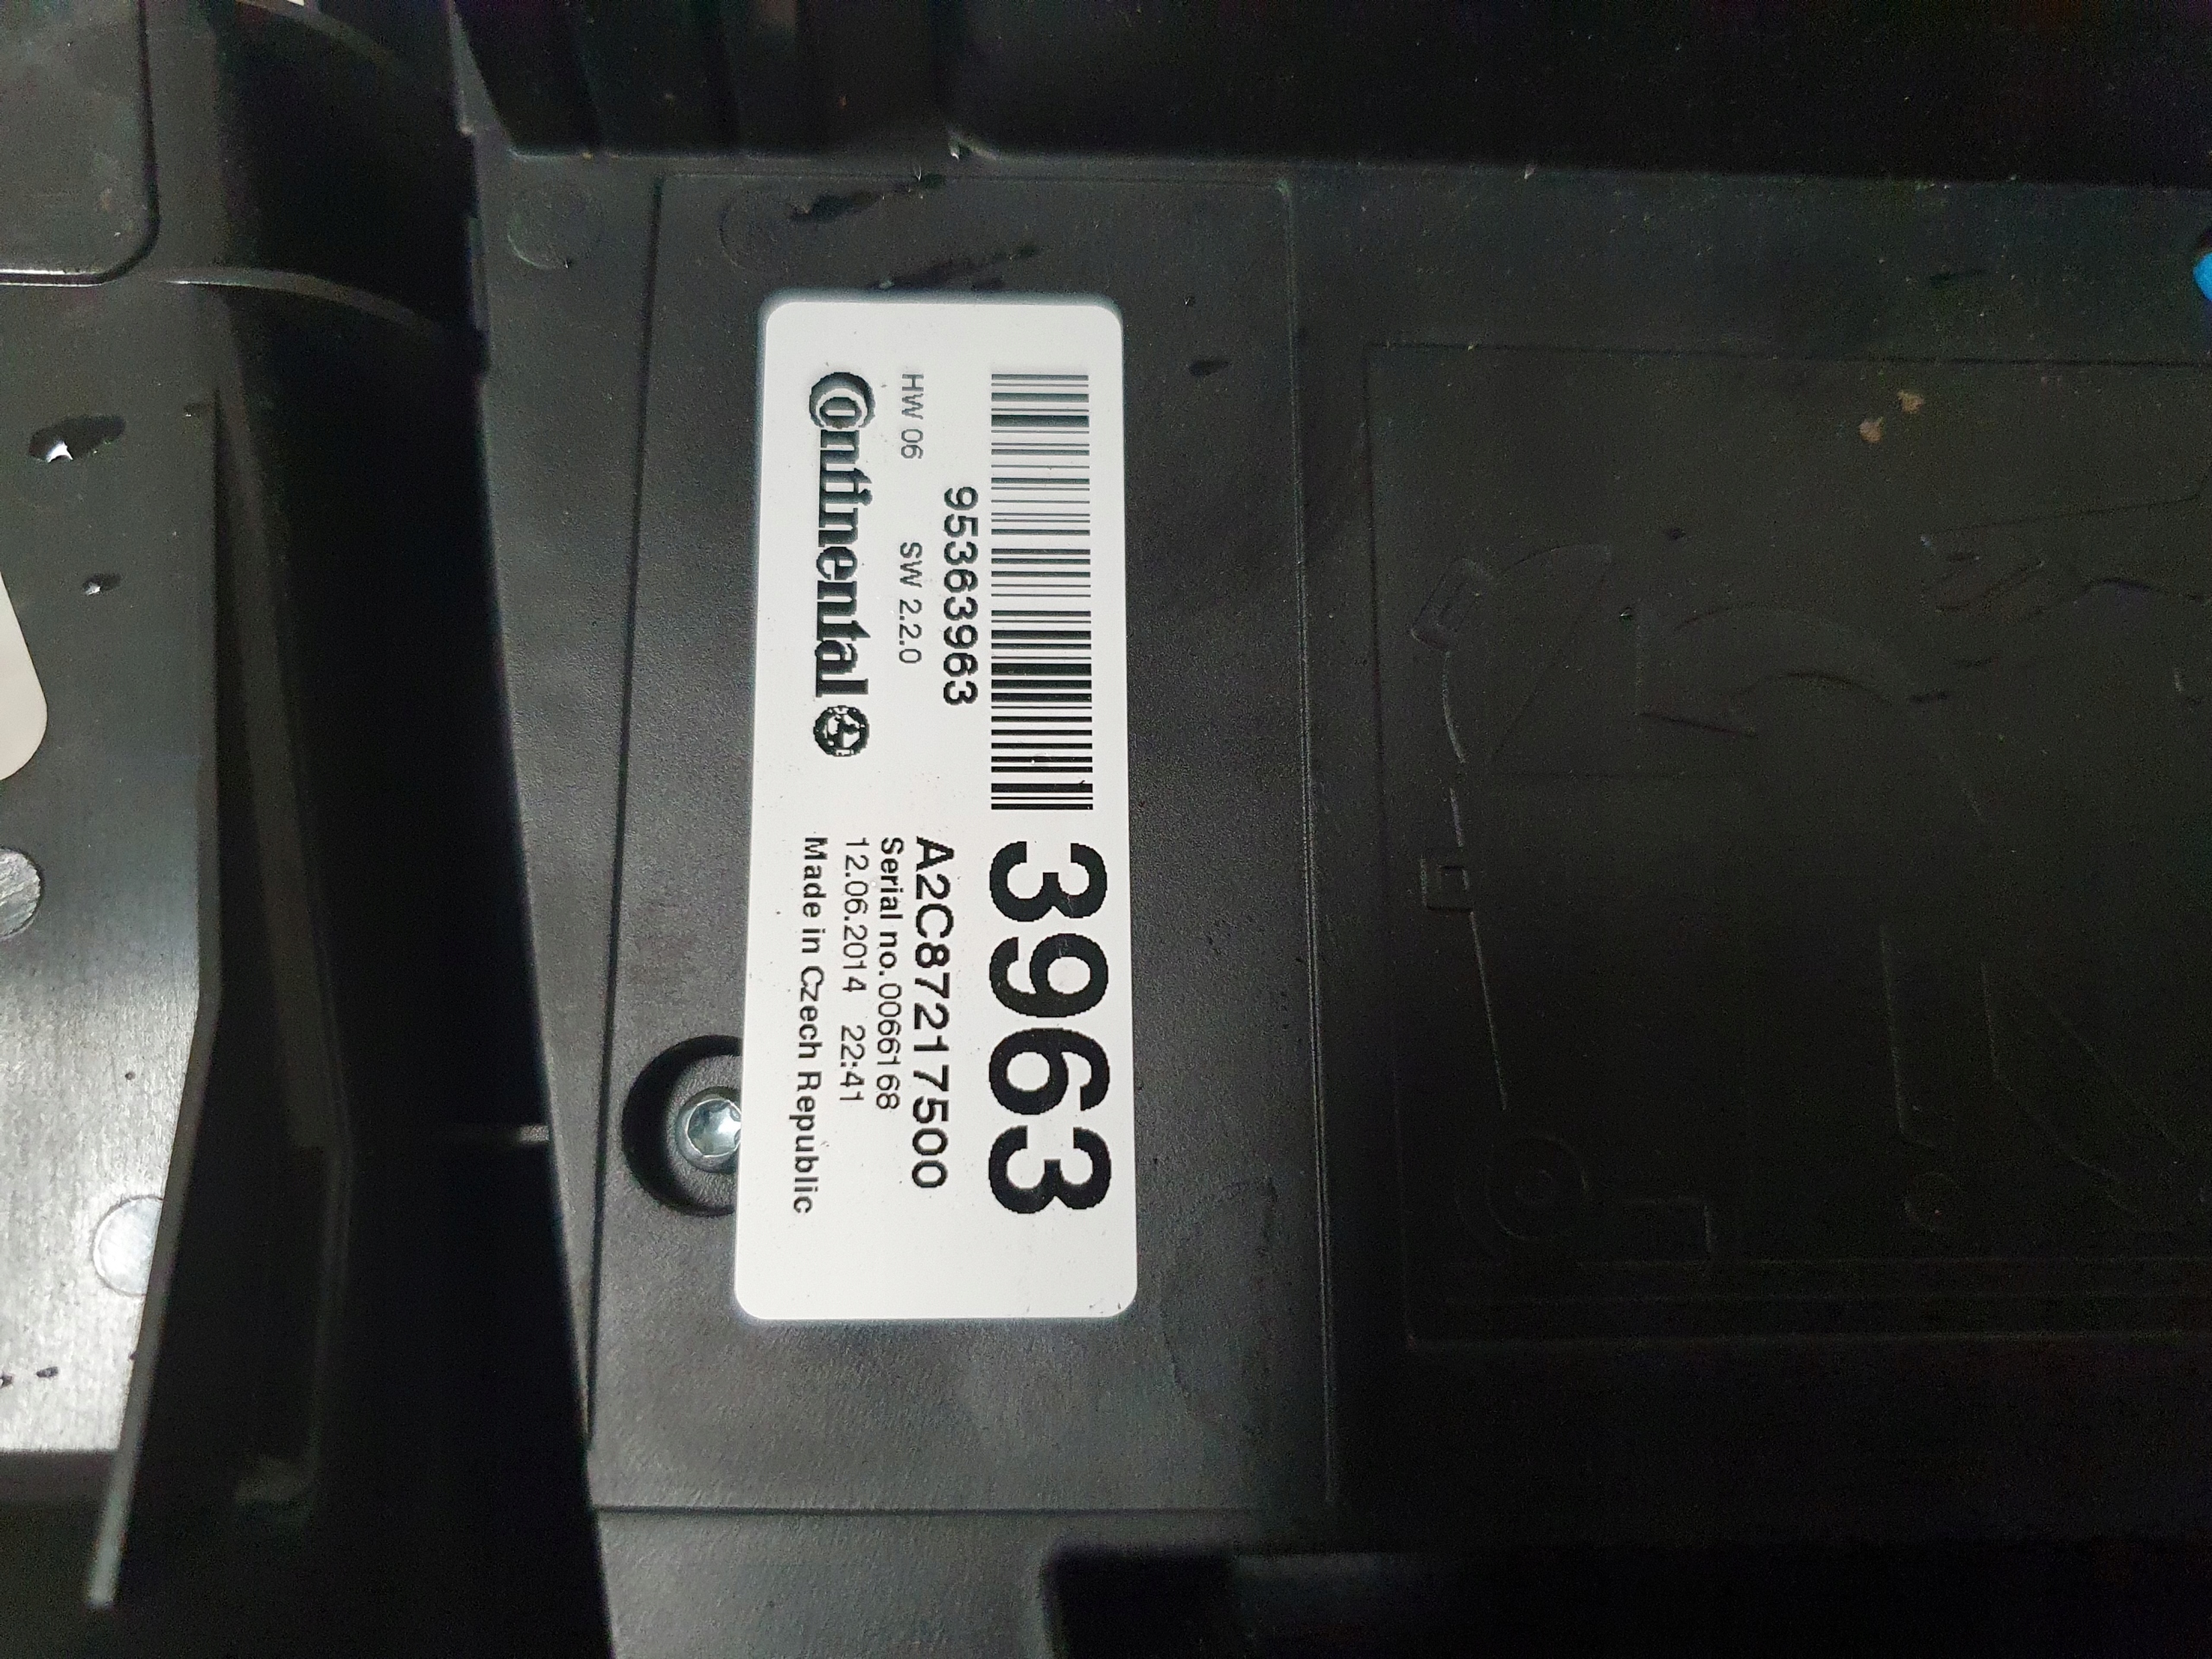 3963
95363963
HW 06 SW 2.2.0
Continental
A2C87217500
Serial no.00661168
12.06.2014 22:41
Made in Czech Republic